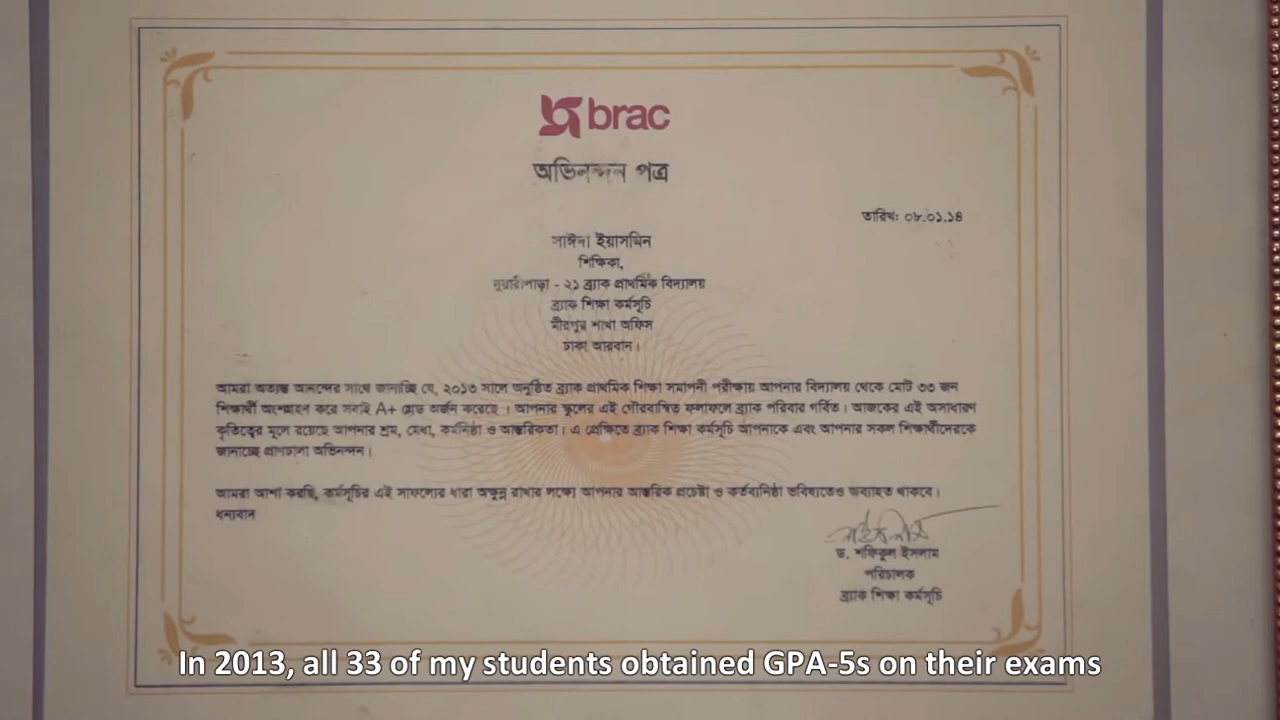 brac
অভিনন্দন পত্র
তারিখ: ০৮.০১.১৪
সাঈদা ইয়াসমিন
শিক্ষিকা,
- ২১ ব্র্যাক প্রাথমিক বিদ্যালয়
ব্র্যাক শিক্ষা কর্মসূচি
মীরপুর শাখা অফিস
ঢাকা আরবান।
আমরা অত্যন্ত আনন্দের সাথে জানাচ্ছি যে, ২০১৩ সালে অনুষ্ঠিত ব্র্যাক প্রাথমিক শিক্ষা সমাপনী পরীক্ষায় আপনার বিদ্যালয় থেকে মোট ৩৩ জন
শিক্ষার্থী অংশগ্রহণ করে সবাই A+ গ্রেড অর্জন করেছে । আপনার স্কুলের এই গৌরবান্বিত ফলাফলে ব্র্যাক পরিবার গর্বিত। আজকের এই অসাধারণ
কৃতিত্বের মূলে রয়েছে আপনার শ্রম, মেধা, কর্মনিষ্ঠা ও আন্তরিকতা। এ প্রেক্ষিতে ব্র্যাক শিক্ষা কর্মসূচি আপনাকে এবং আপনার সকল শিক্ষার্থীদেরকে
জানাচ্ছে প্রাণঢালা অভিনন্দন।
আমরা আশা করছি, কর্মসূচির এই সাফল্যের ধারা অক্ষুন্ন রাখার লক্ষ্যে আপনার আন্তরিক প্রচেষ্টা ও কর্তব্যনিষ্ঠা ভবিষ্যতেও অব্যাহত থাকবে।
ধন্যবাদ
ড. শফিকুল ইসলাম
পরিচালক
ব্র্যাক শিক্ষা কর্মসূচি
In 2013, all 33 of my students obtained GPA-5s on their exams